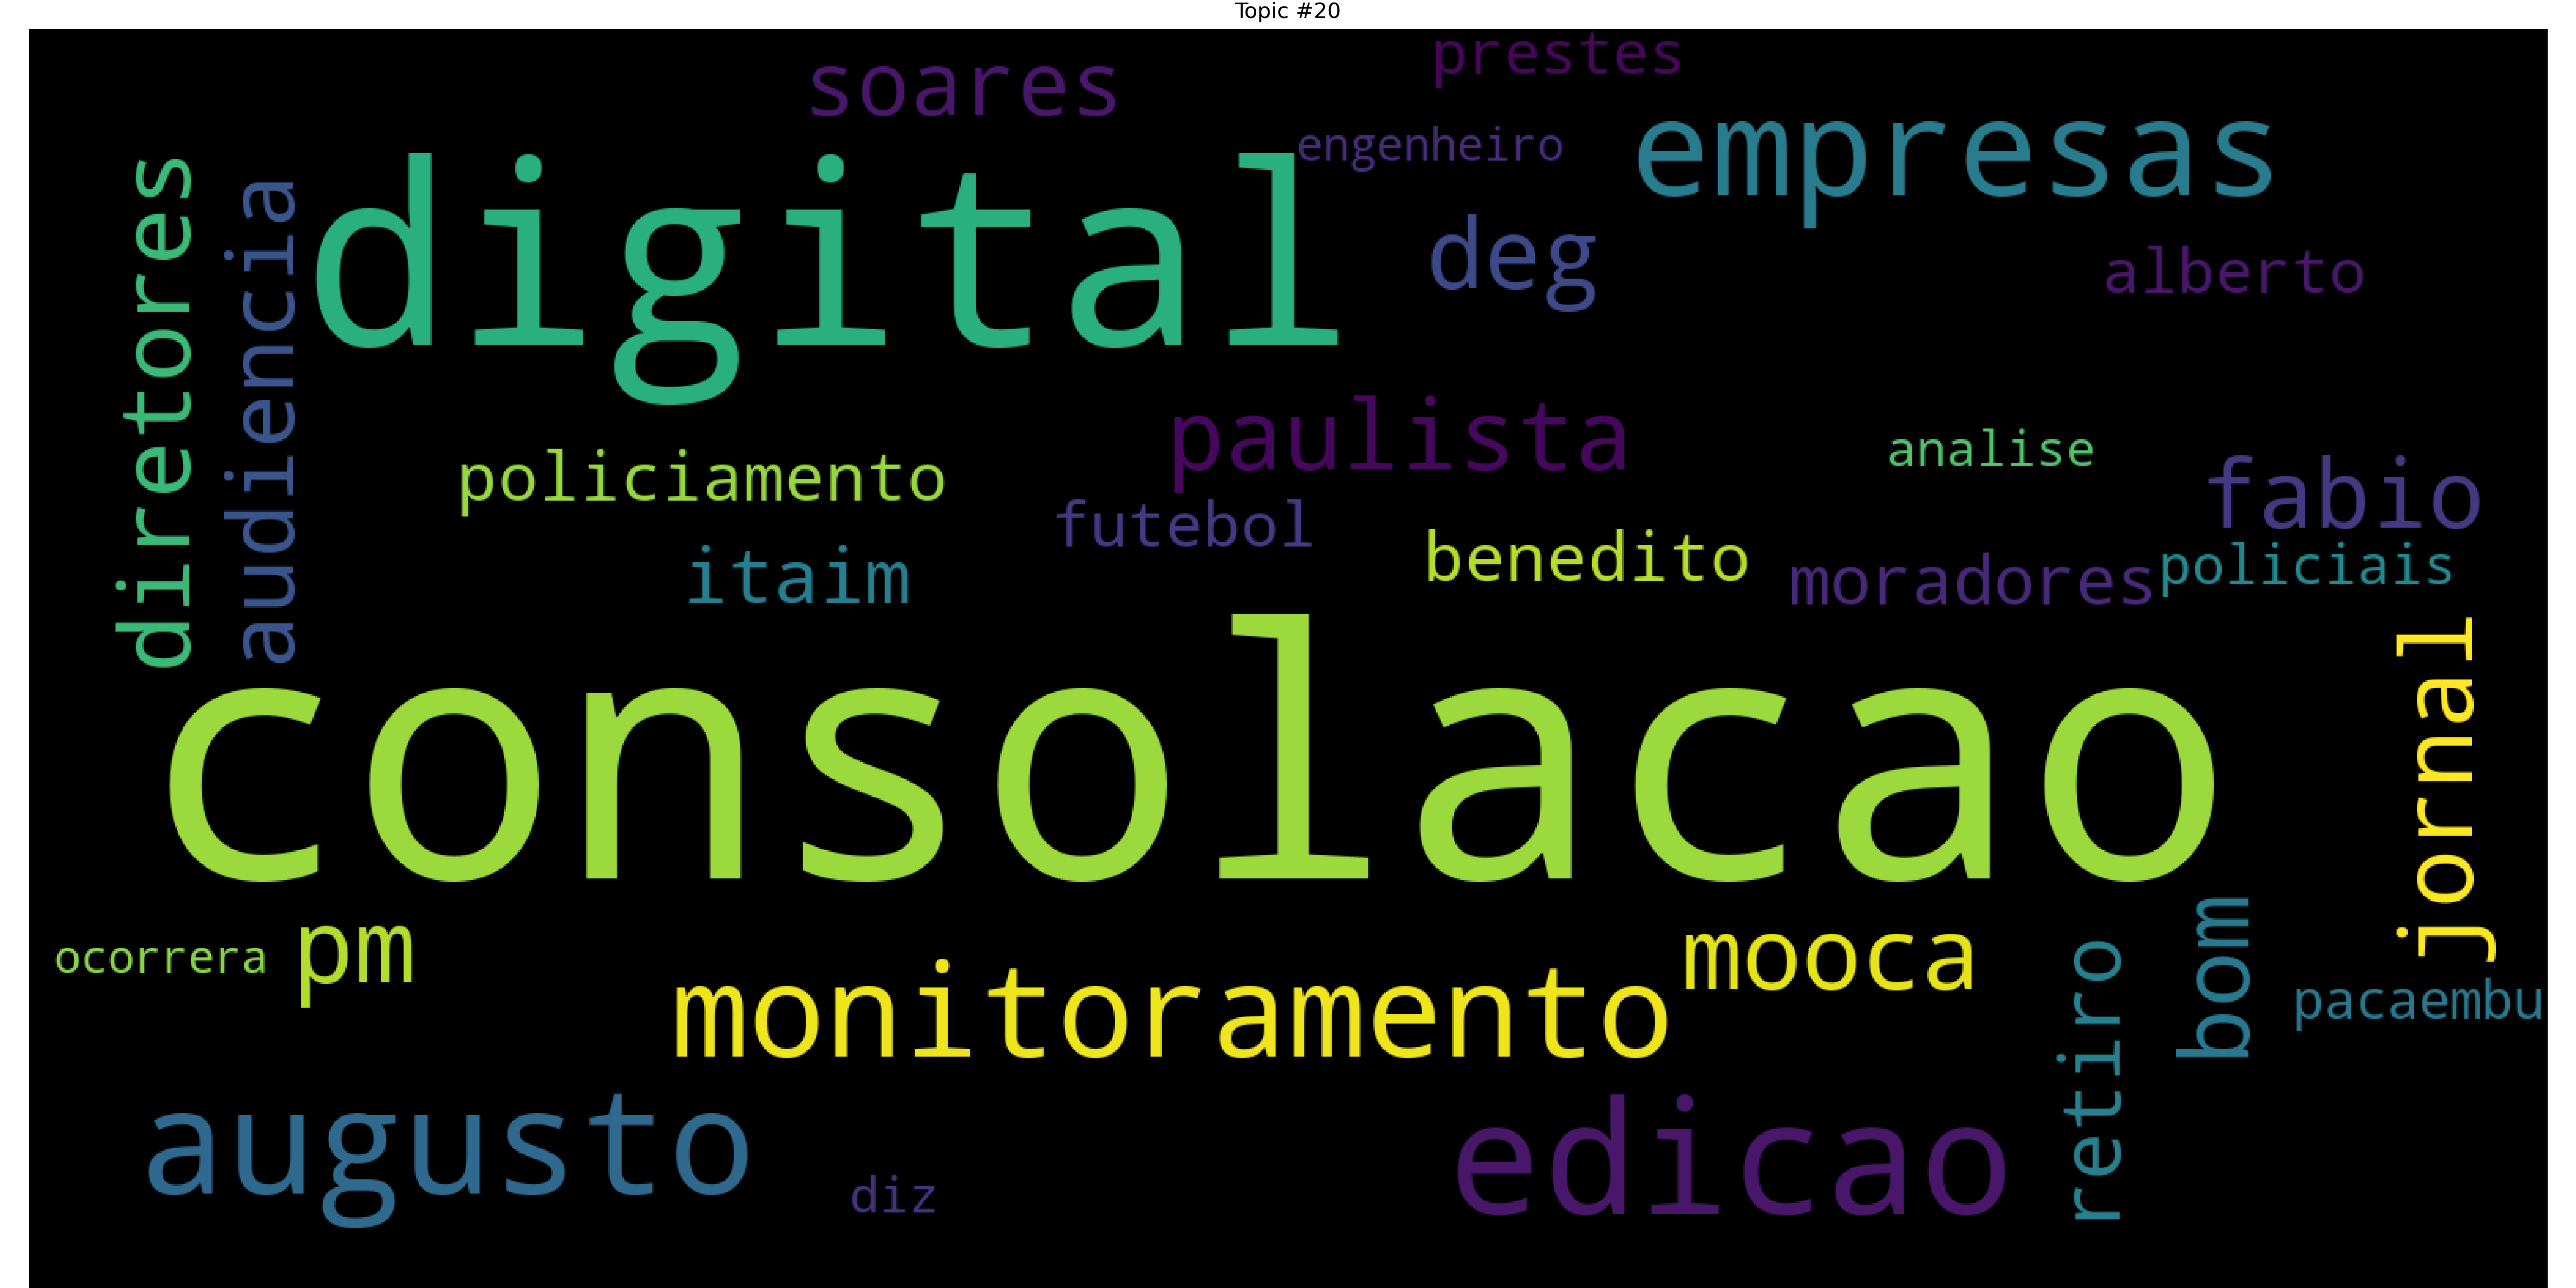 Topic #20
prestes
soares
engenheiro
empresas
diretores
audiencia
digital
deg
alberto
paulista
analise
policiamento
fabio
futebol
benedito
policiais
itaim
moradores
consolacao
jornal
ocorrera
pm
mooca
retiro
bom
pacaembu
monitoramento
augusto
edicao
diz